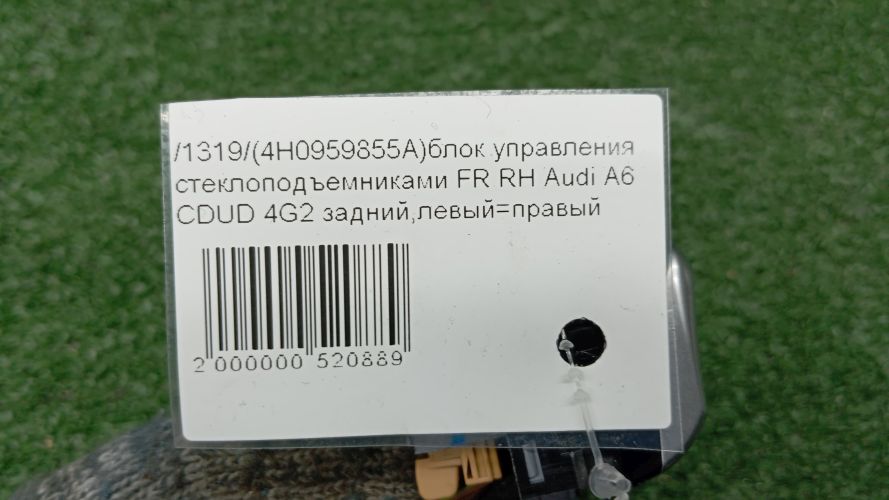 /1319/(4H0959855A)блок управления
стеклоподъемниками FR RH Audi A6
CDUD 4G2 задний,левый=правый
2 000000 520889